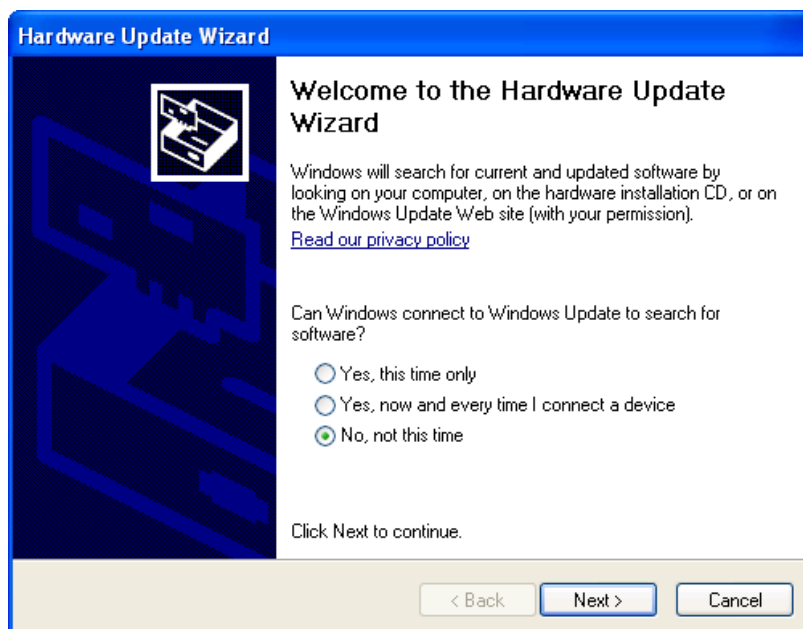 Hardware Update Wizard
Welcome to the Hardware Update
Wizard
Windows will search for current and updated software by
looking on your computer, on the hardware installation CD, or on
the Windows Update Web site (with your permission).
Read our privacy policy
Can Windows connect to Windows Update to search for
software?
Yes, this time only
Yes, now and every time I connect a device
No, not this time
Click Next to continue.
< Back Next > Cancel